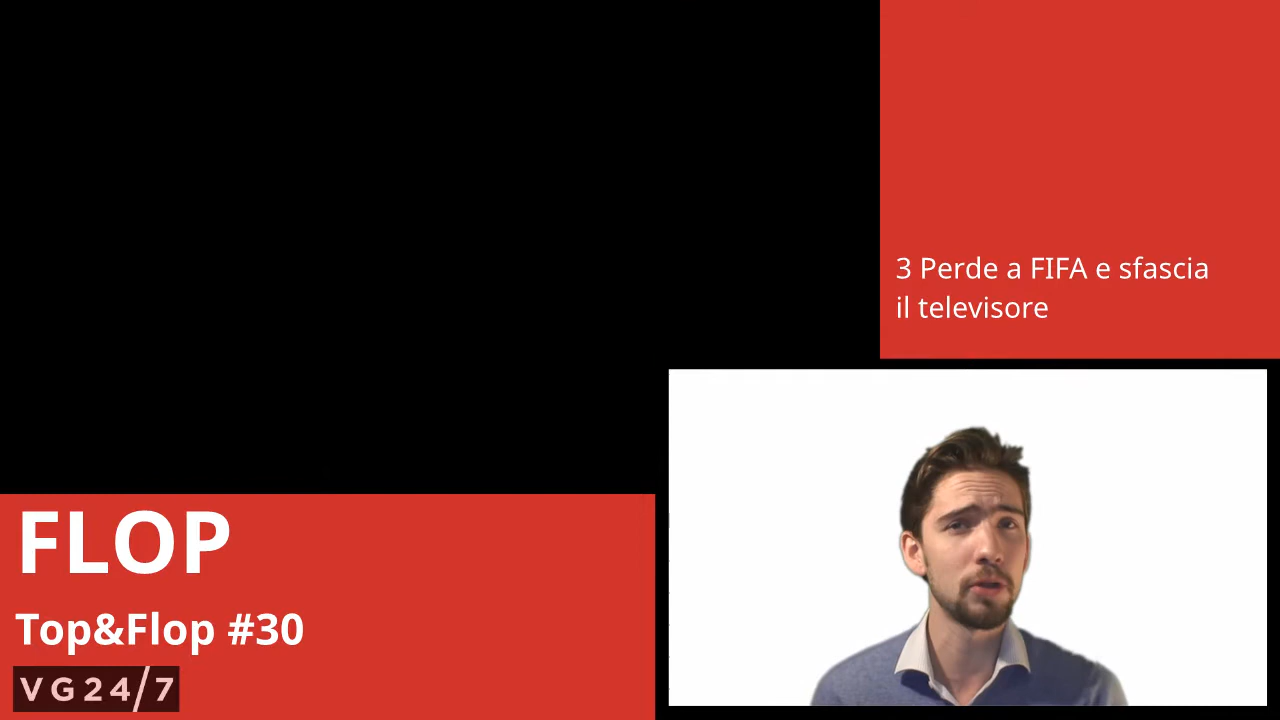 3 Perde a FIFA e sfascia
il televisore
FLOP
Top&Flop #30
VG24/7